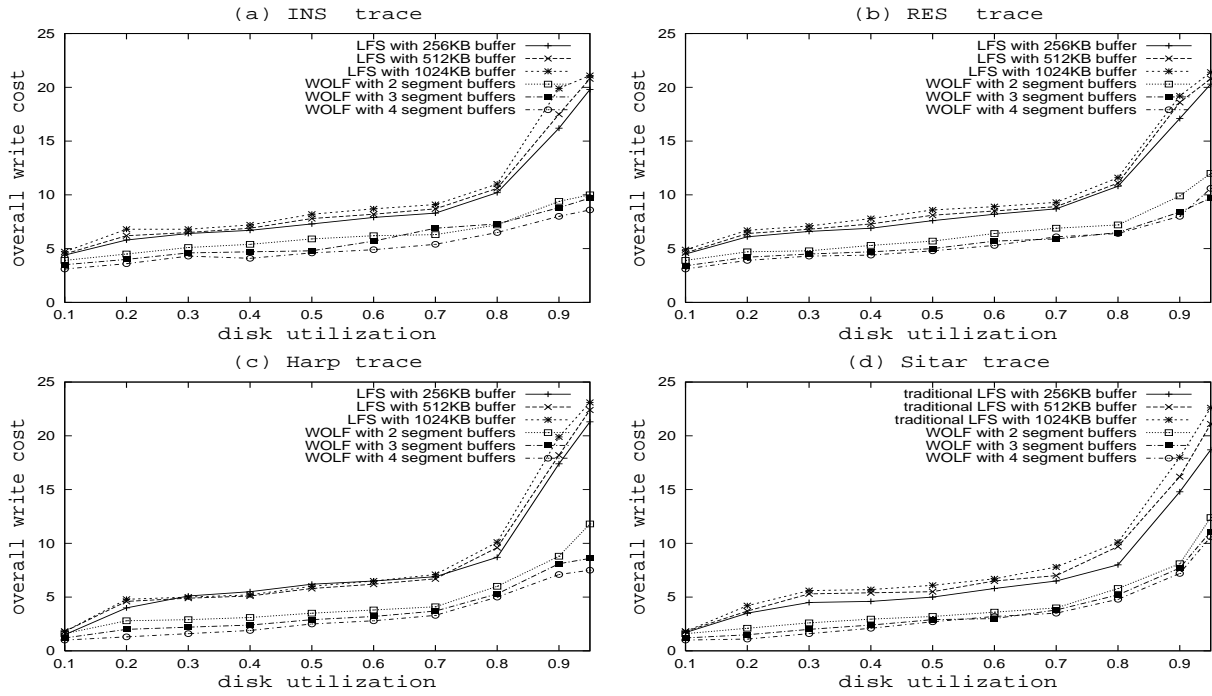 (a) INS trace
overall write cost
25
20
15
10
5
0
LFS with 256KB buffer
LFS with 512KB buffer
LFS with 1024KB buffer
WOLF with 2 segment buffers
WOLF with 3 segment buffers
WOLF with 4 segment buffers
0.1 0.2 0.3 0.4 0.5 0.6 0.7 0.8 0.9
disk utilization
(b) RES trace
overall write cost
25
20
15
10
5
0
LFS with 256KB buffer
LFS with 512KB buffer
LFS with 1024KB buffer
WOLF with 2 segment buffers
WOLF with 3 segment buffers
WOLF with 4 segment buffers
0.1 0.2 0.3 0.4 0.5 0.6 0.7 0.8 0.9
disk utilization
(c) Harp trace
overall write cost
25
20
15
10
5
0
LFS with 256KB buffer
LFS with 512KB buffer
LFS with 1024KB buffer
WOLF with 2 segment buffers
WOLF with 3 segment buffers
WOLF with 4 segment buffers
0.1 0.2 0.3 0.4 0.5 0.6 0.7 0.8 0.9
disk utilization
(d) Sitar trace
overall write cost
25
20
15
10
5
0
traditional LFS with 256KB buffer
traditional LFS with 512KB buffer
traditional LFS with 1024KB buffer
WOLF with 2 segment buffers
WOLF with 3 segment buffers
WOLF with 4 segment buffers
0.1 0.2 0.3 0.4 0.5 0.6 0.7 0.8 0.9
disk utilization